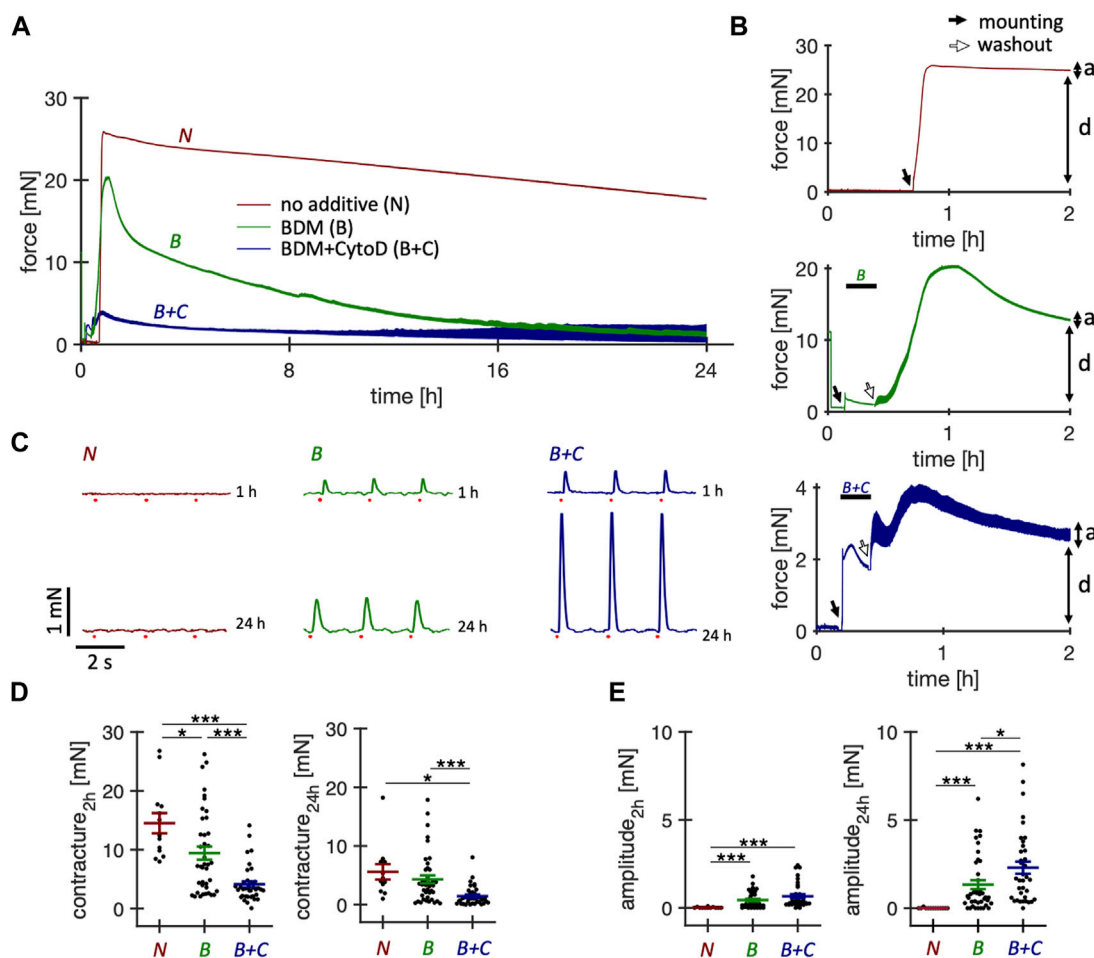 A
force [mN]
30
20
10
0
N
B
B+C
no additive (N)
BDM (B)
BDM+CytoD (B+C)
0
8
16
24
time [h]
B
mounting
washout
force [mN]
30
20
10
0
a
d
0
1
2
time [h]
force [mN]
20
10
0
B
a
d
0
1
2
time [h]
force [mN]
4
2
0
B+C
a
d
0
1
2
time [h]
C
N
B
B+C
1 h
1 h
1 h
1 mN
24 h
24 h
24 h
2 s
D
contracture2h [mN]
30
20
10
0
***
* ***
N B B+C
contracture24h [mN]
30
20
10
0
***
*
N B B+C
E
amplitude2h [mN]
10
5
0
***
***
N B B+C
amplitude24h [mN]
10
5
0
*
***
***
N B B+C